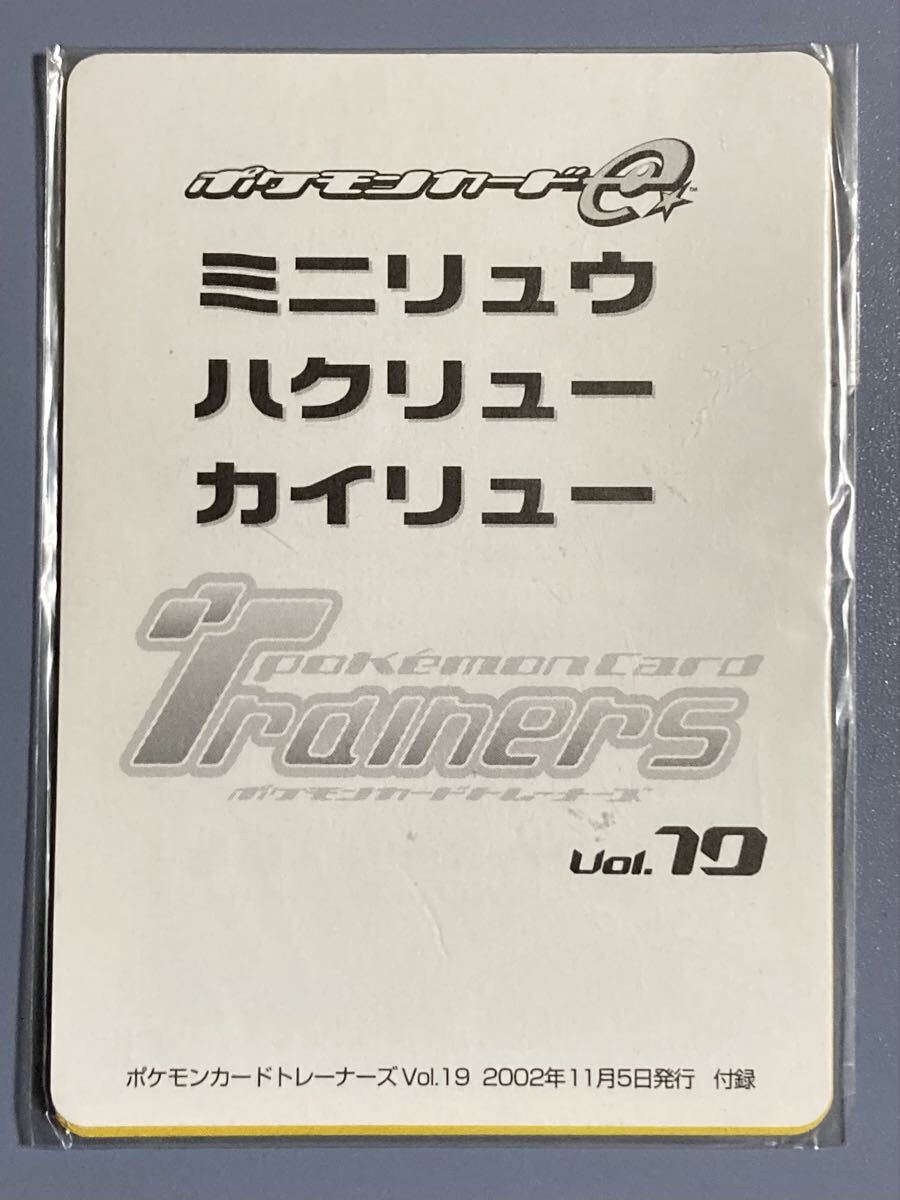 ポケモンカードe™
ミニリュウ
ハクリュー
カイリュー
Pokémon Card
Trainers
ポケモンカードトレーナーズ
Vol.19
ポケモンカードトレーナーズVol.19 2002年11月5日発行 付録